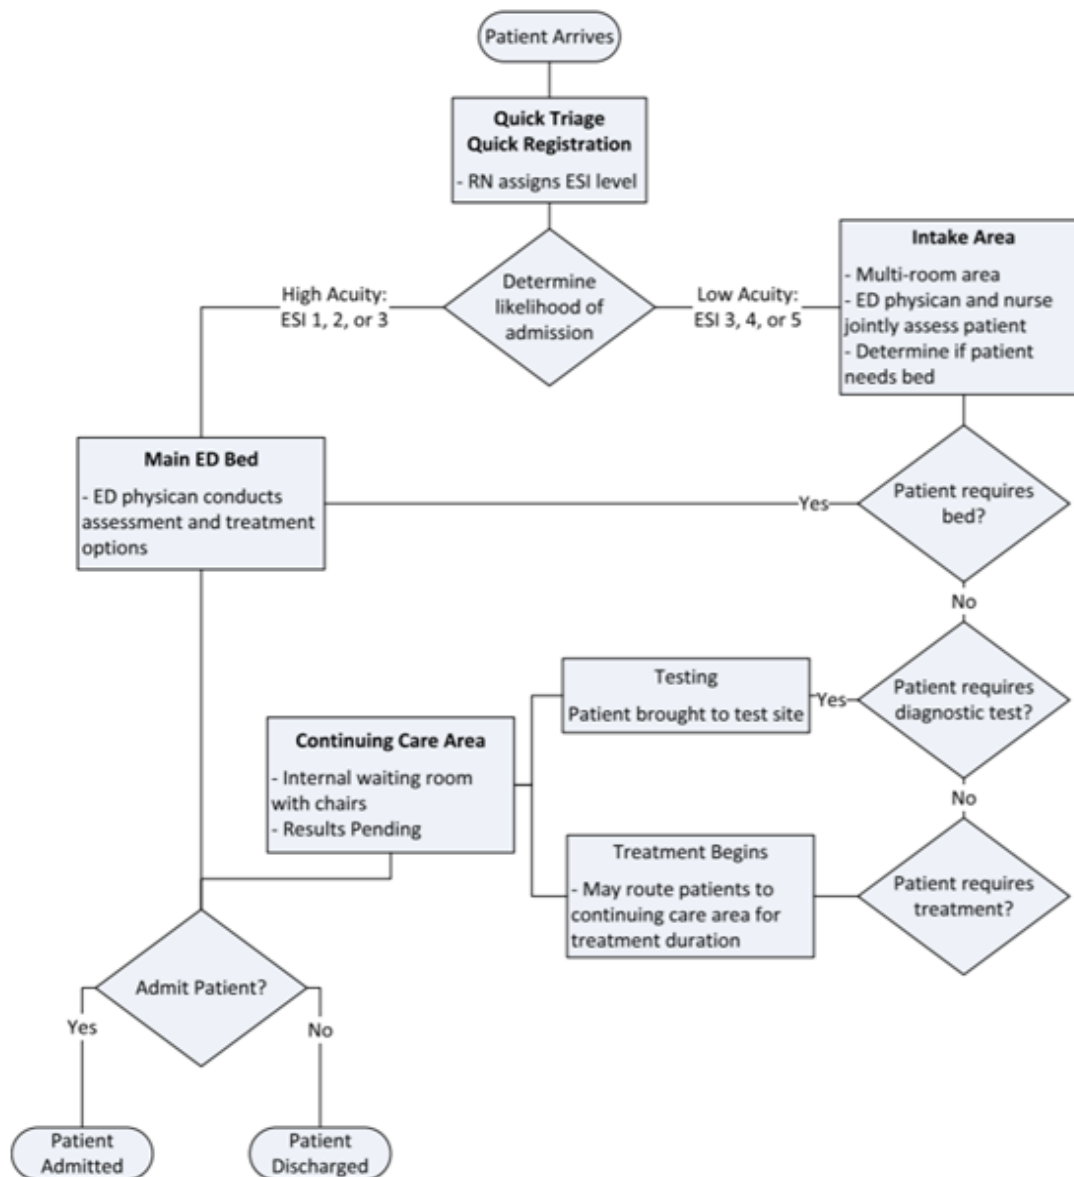 Patient Arrives
Quick Triage
Quick Registration
- RN assigns ESI level
Determine
likelihood of
admission
High Acuity:
ESI 1, 2, or 3
Low Acuity:
ESI 3, 4, or 5
Intake Area
- Multi-room area
- ED physican and nurse
jointly assess patient
- Determine if patient
needs bed
Main ED Bed
- ED physican conducts
assessment and treatment
options
Yes
Patient requires
bed?
No
Testing
Patient brought to test site
Yes
Patient requires
diagnostic test?
Continuing Care Area
- Internal waiting room
with chairs
- Results Pending
No
Treatment Begins
- May route patients to
continuing care area for
treatment duration
Patient requires
treatment?
Admit Patient?
Yes
No
Patient
Admitted
Patient
Discharged